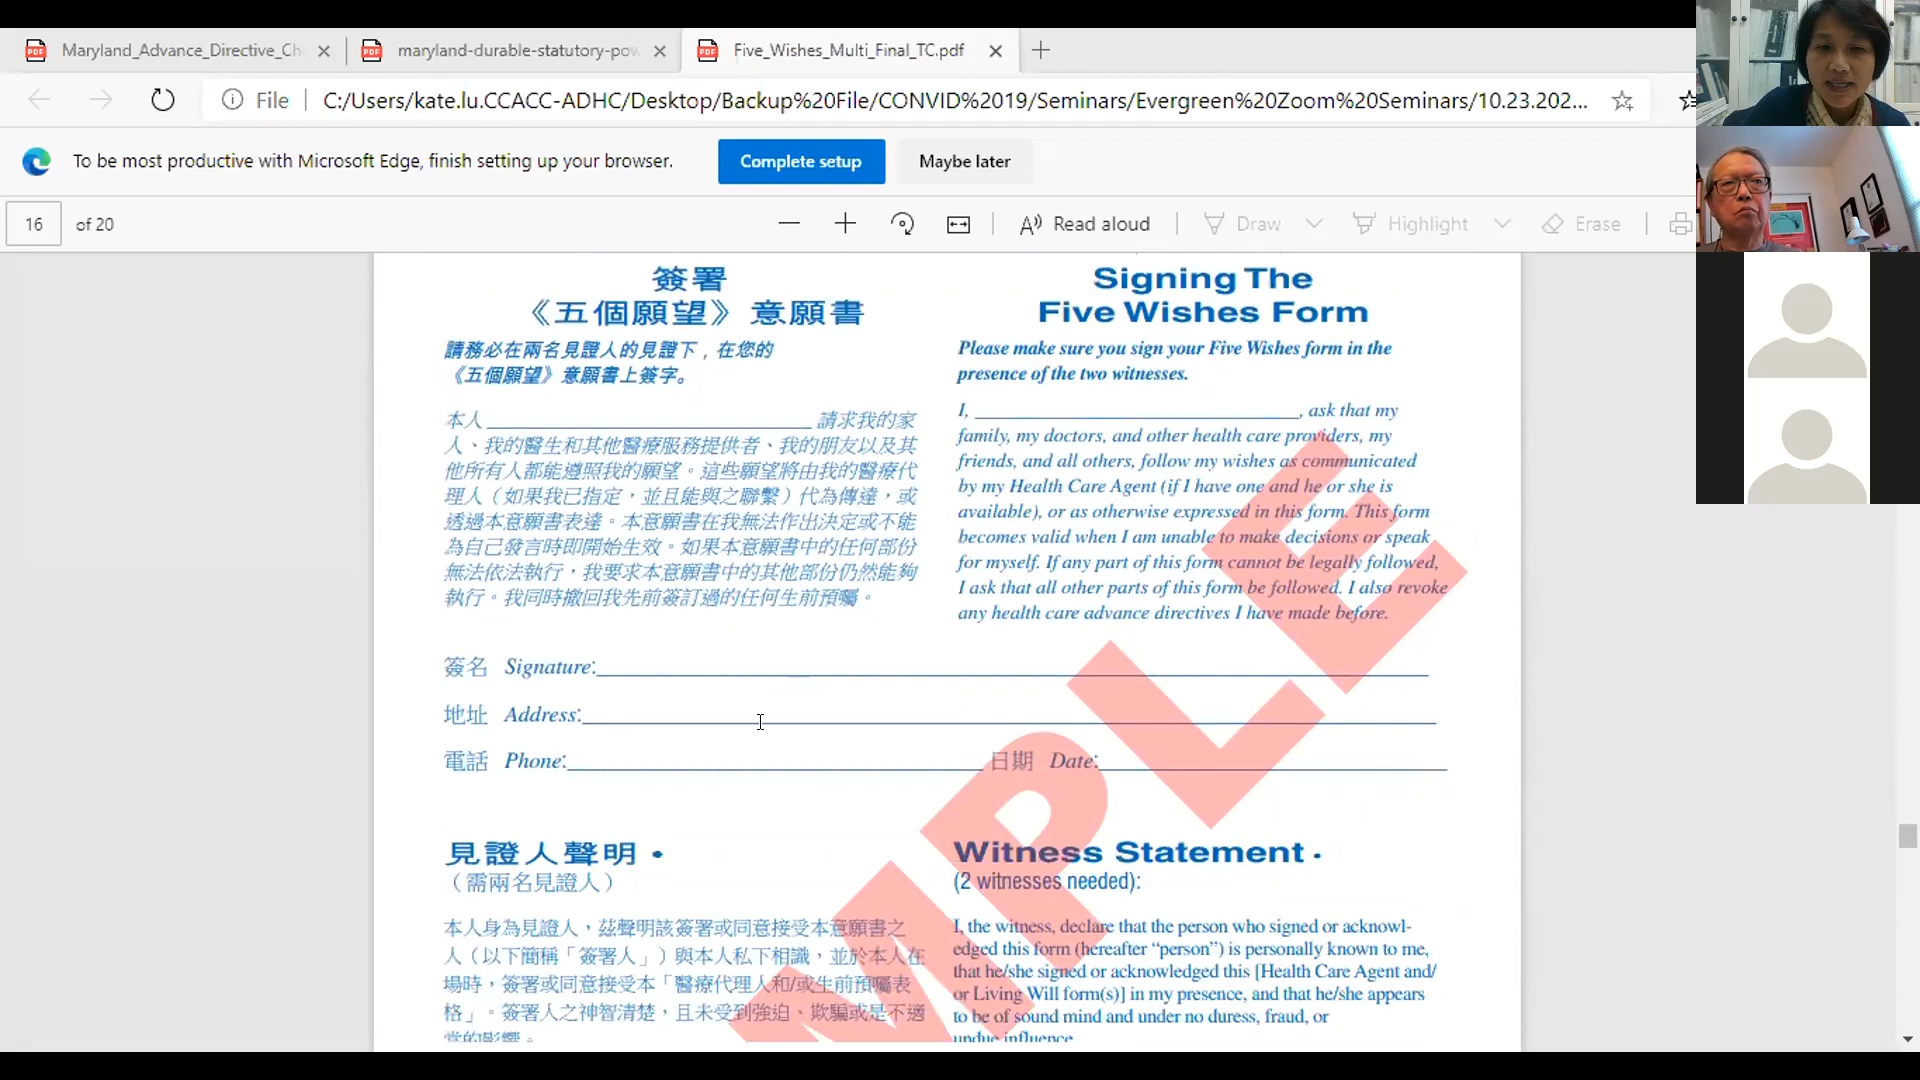 Maryland_Advance_Directive_Ch
maryland-durable-statutory-pow
Five_Wishes_Multi_Final_TC.pdf
File
C:/Users/kate.lu.CCACC-ADHC/Desktop/Backup%20File/CONVID%2019/Seminars/Evergreen%20Zoom%20Seminars/10.23.202...
To be most productive with Microsoft Edge, finish setting up your browser.
Complete setup
Maybe later
16 of 20
Read aloud
Draw
Highlight
Erase
簽署
《五個願望》意願書
請務必在兩名見證人的見證下，在您的
《五個願望》意願書上簽字。
本人 請求我的家
人、我的醫生和其他醫療服務提供者、我的朋友以及其
他所有人都能遵照我的願望。這些願望將由我的醫療代
理人（如果我已指定，並且能與之聯繫）代為傳達，或
透過本意願書表達。本意願書在我無法作出決定或不能
為自己發言時即開始生效。如果本意願書中的任何部份
無法依法執行，我要求本意願書中的其他部份仍然能夠
執行。我同時撤回我先前簽訂過的任何生前預囑。
Signing The
Five Wishes Form
Please make sure you sign your Five Wishes form in the
presence of the two witnesses.
I, , ask that my
family, my doctors, and other health care providers, my
friends, and all others, follow my wishes as communicated
by my Health Care Agent (if I have one and he or she is
available), or as otherwise expressed in this form. This form
becomes valid when I am unable to make decisions or speak
for myself. If any part of this form cannot be legally followed,
I ask that all other parts of this form be followed. I also revoke
any health care advance directives I have made before.
簽名 Signature:
地址 Address:
電話 Phone: 日期 Date:
見證人聲明 •
（需兩名見證人）
本人身為見證人，茲聲明該簽署或同意接受本意願書之
人（以下簡稱「簽署人」）與本人私下相識，並於本人在
場時，簽署或同意接受本「醫療代理人和/或生前預囑表
格」。簽署人之神智清楚，且未受到強迫、欺騙或是不適
當的影響。
Witness Statement •
(2 witnesses needed):
I, the witness, declare that the person who signed or acknowl-
edged this form (hereafter “person”) is personally known to me,
that he/she signed or acknowledged this [Health Care Agent and/
or Living Will form(s)] in my presence, and that he/she appears
to be of sound mind and under no duress, fraud, or
undue influence.
MPLE